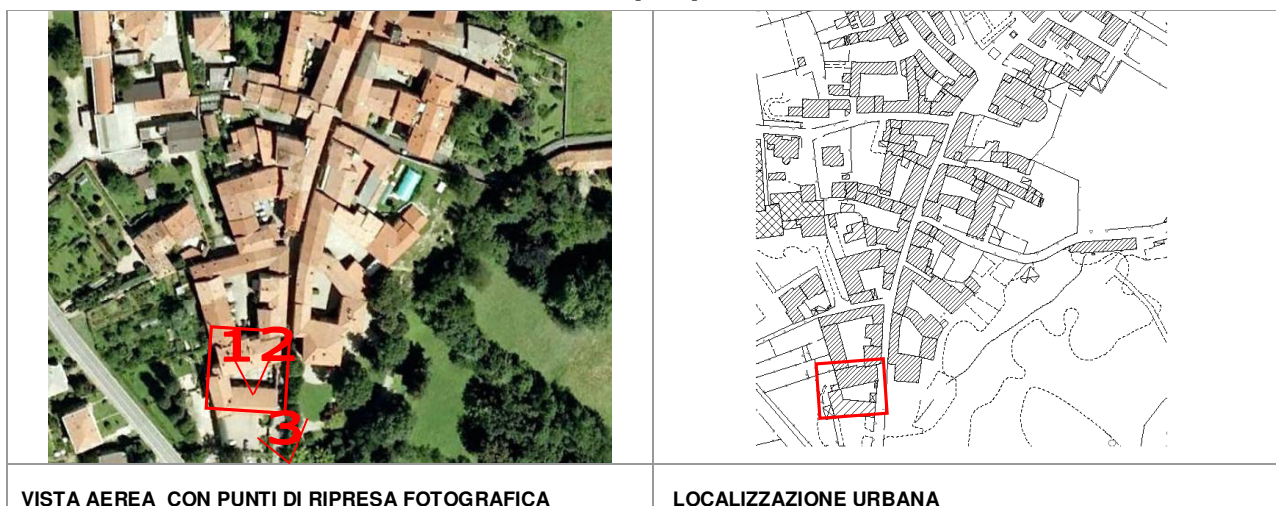 12
3
VISTA AEREA CON PUNTI DI RIPRESA FOTOGRAFICA
LOCALIZZAZIONE URBANA